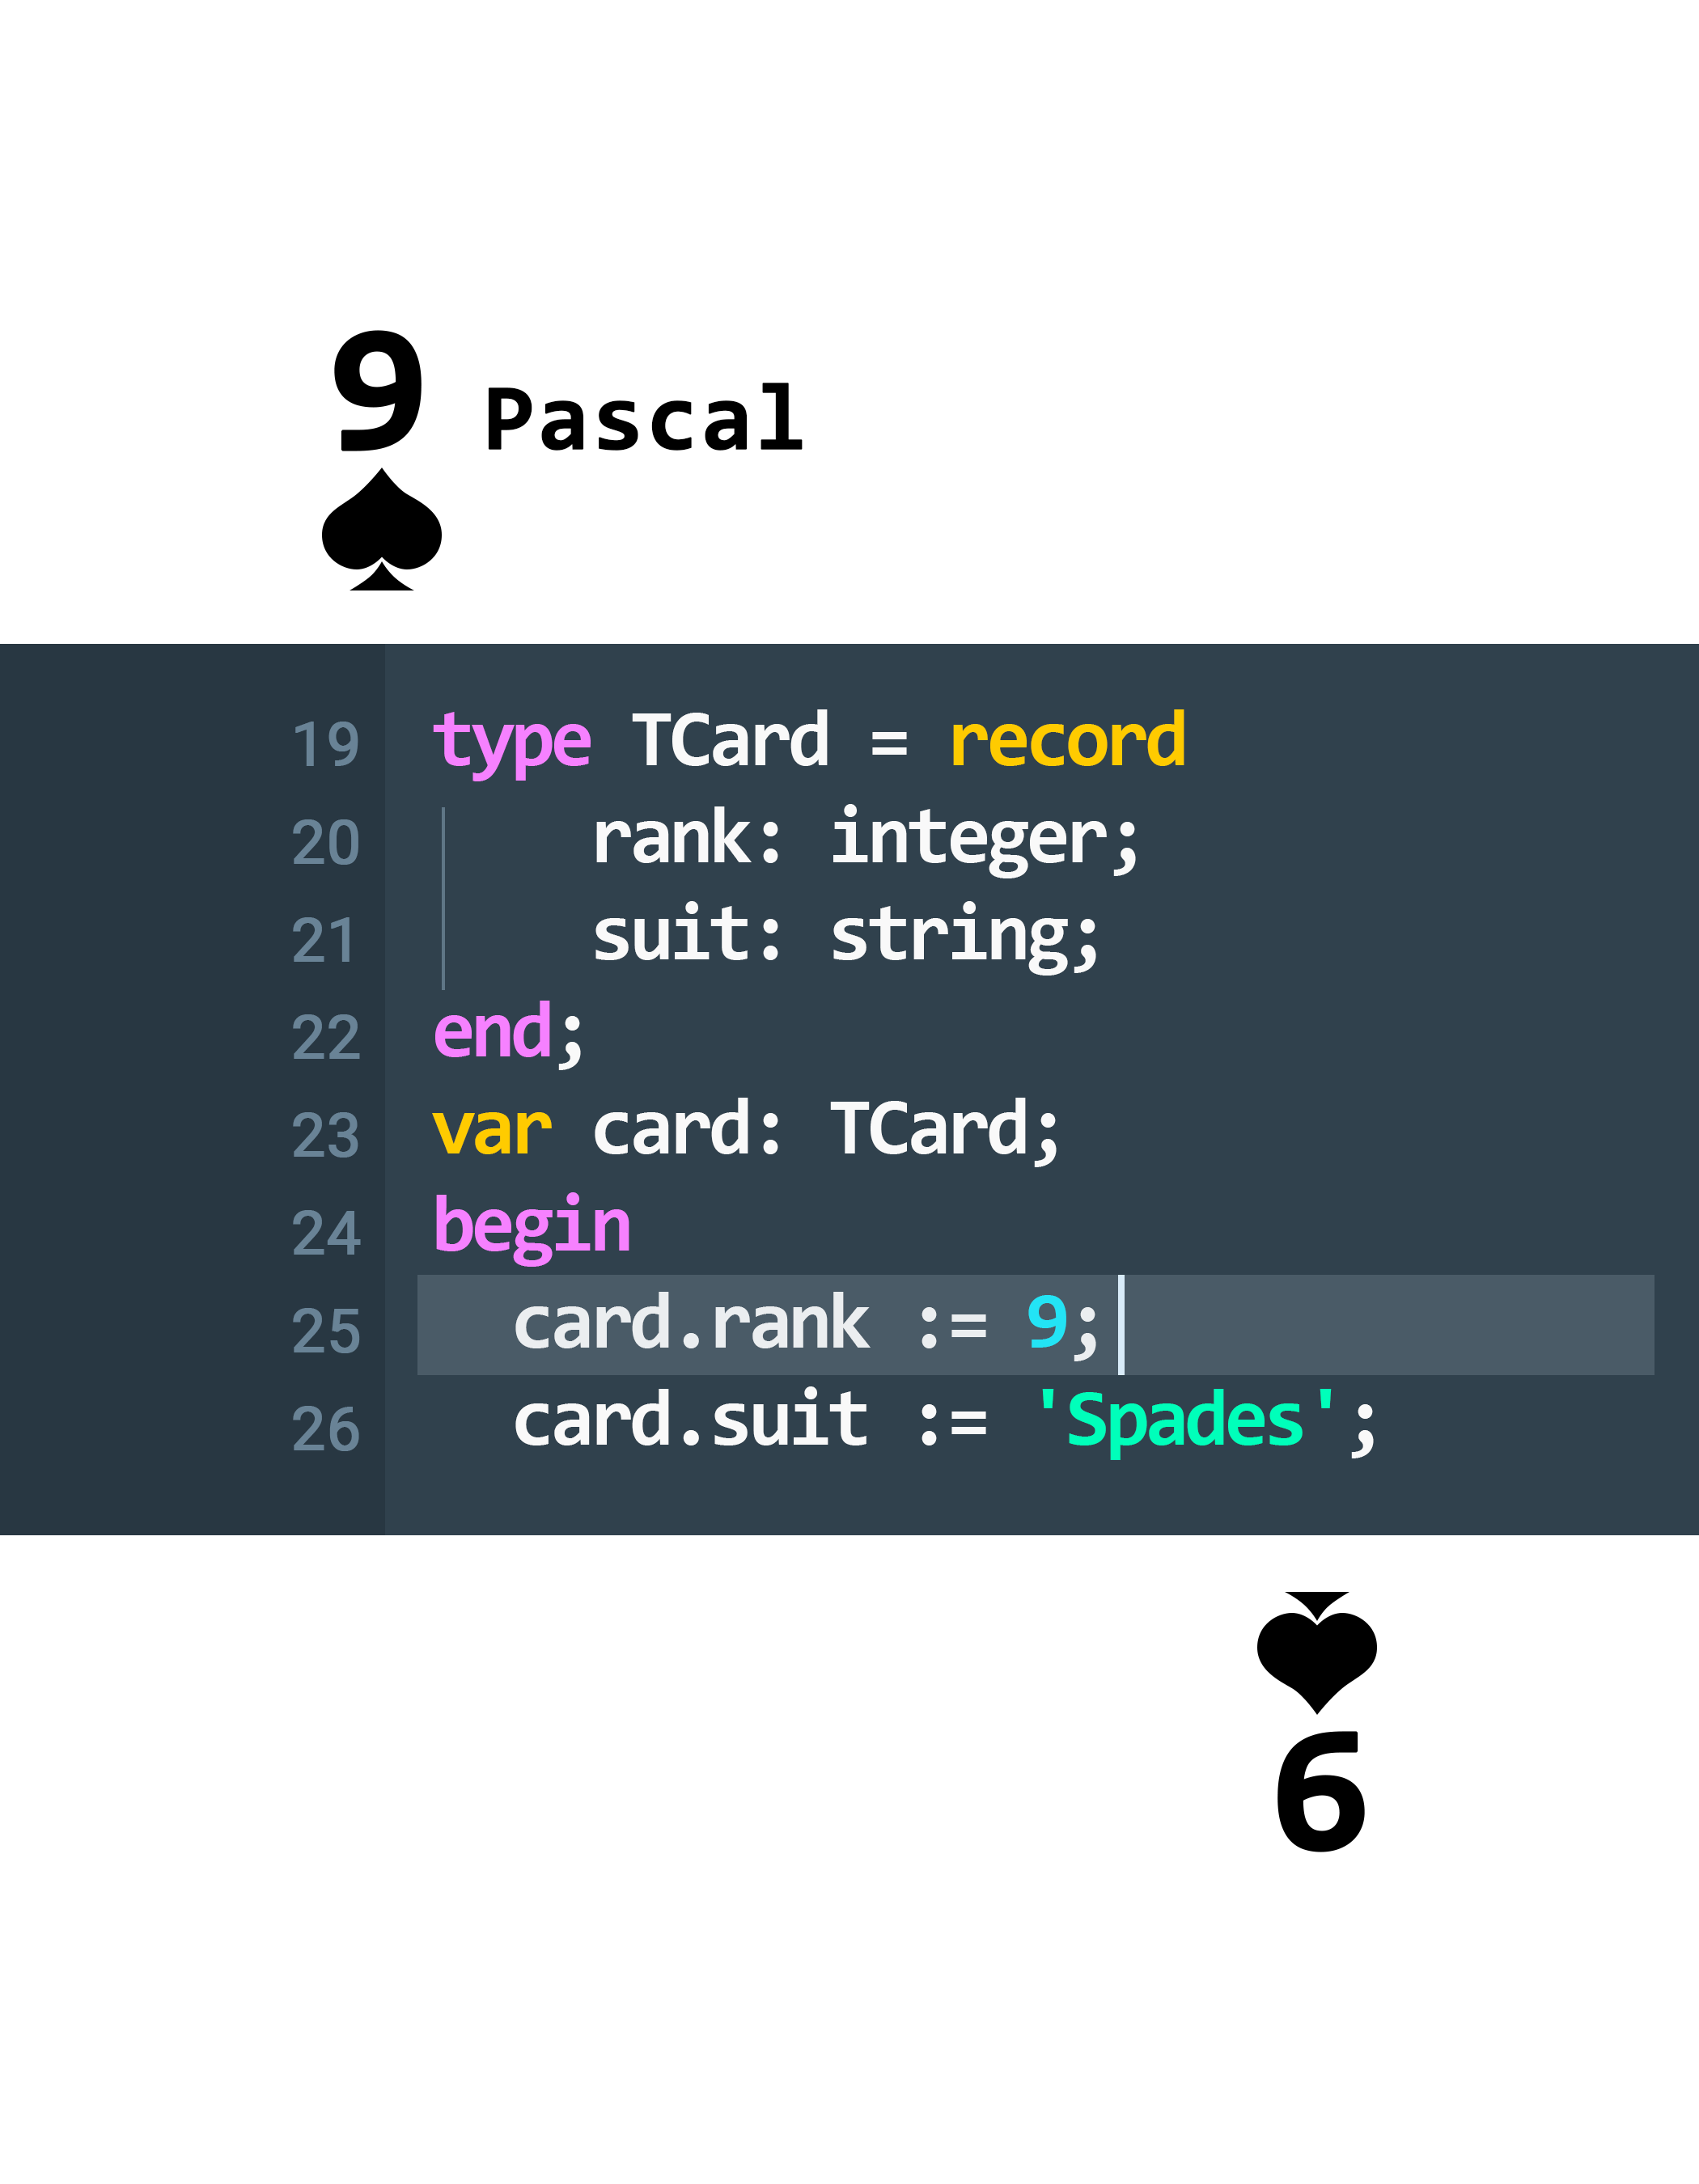 9 Pascal
19 type TCard = record
20     rank: integer;
21     suit: string;
22 end;
23 var card: TCard;
24 begin
25   card.rank := 9;
26   card.suit := 'Spades';
9